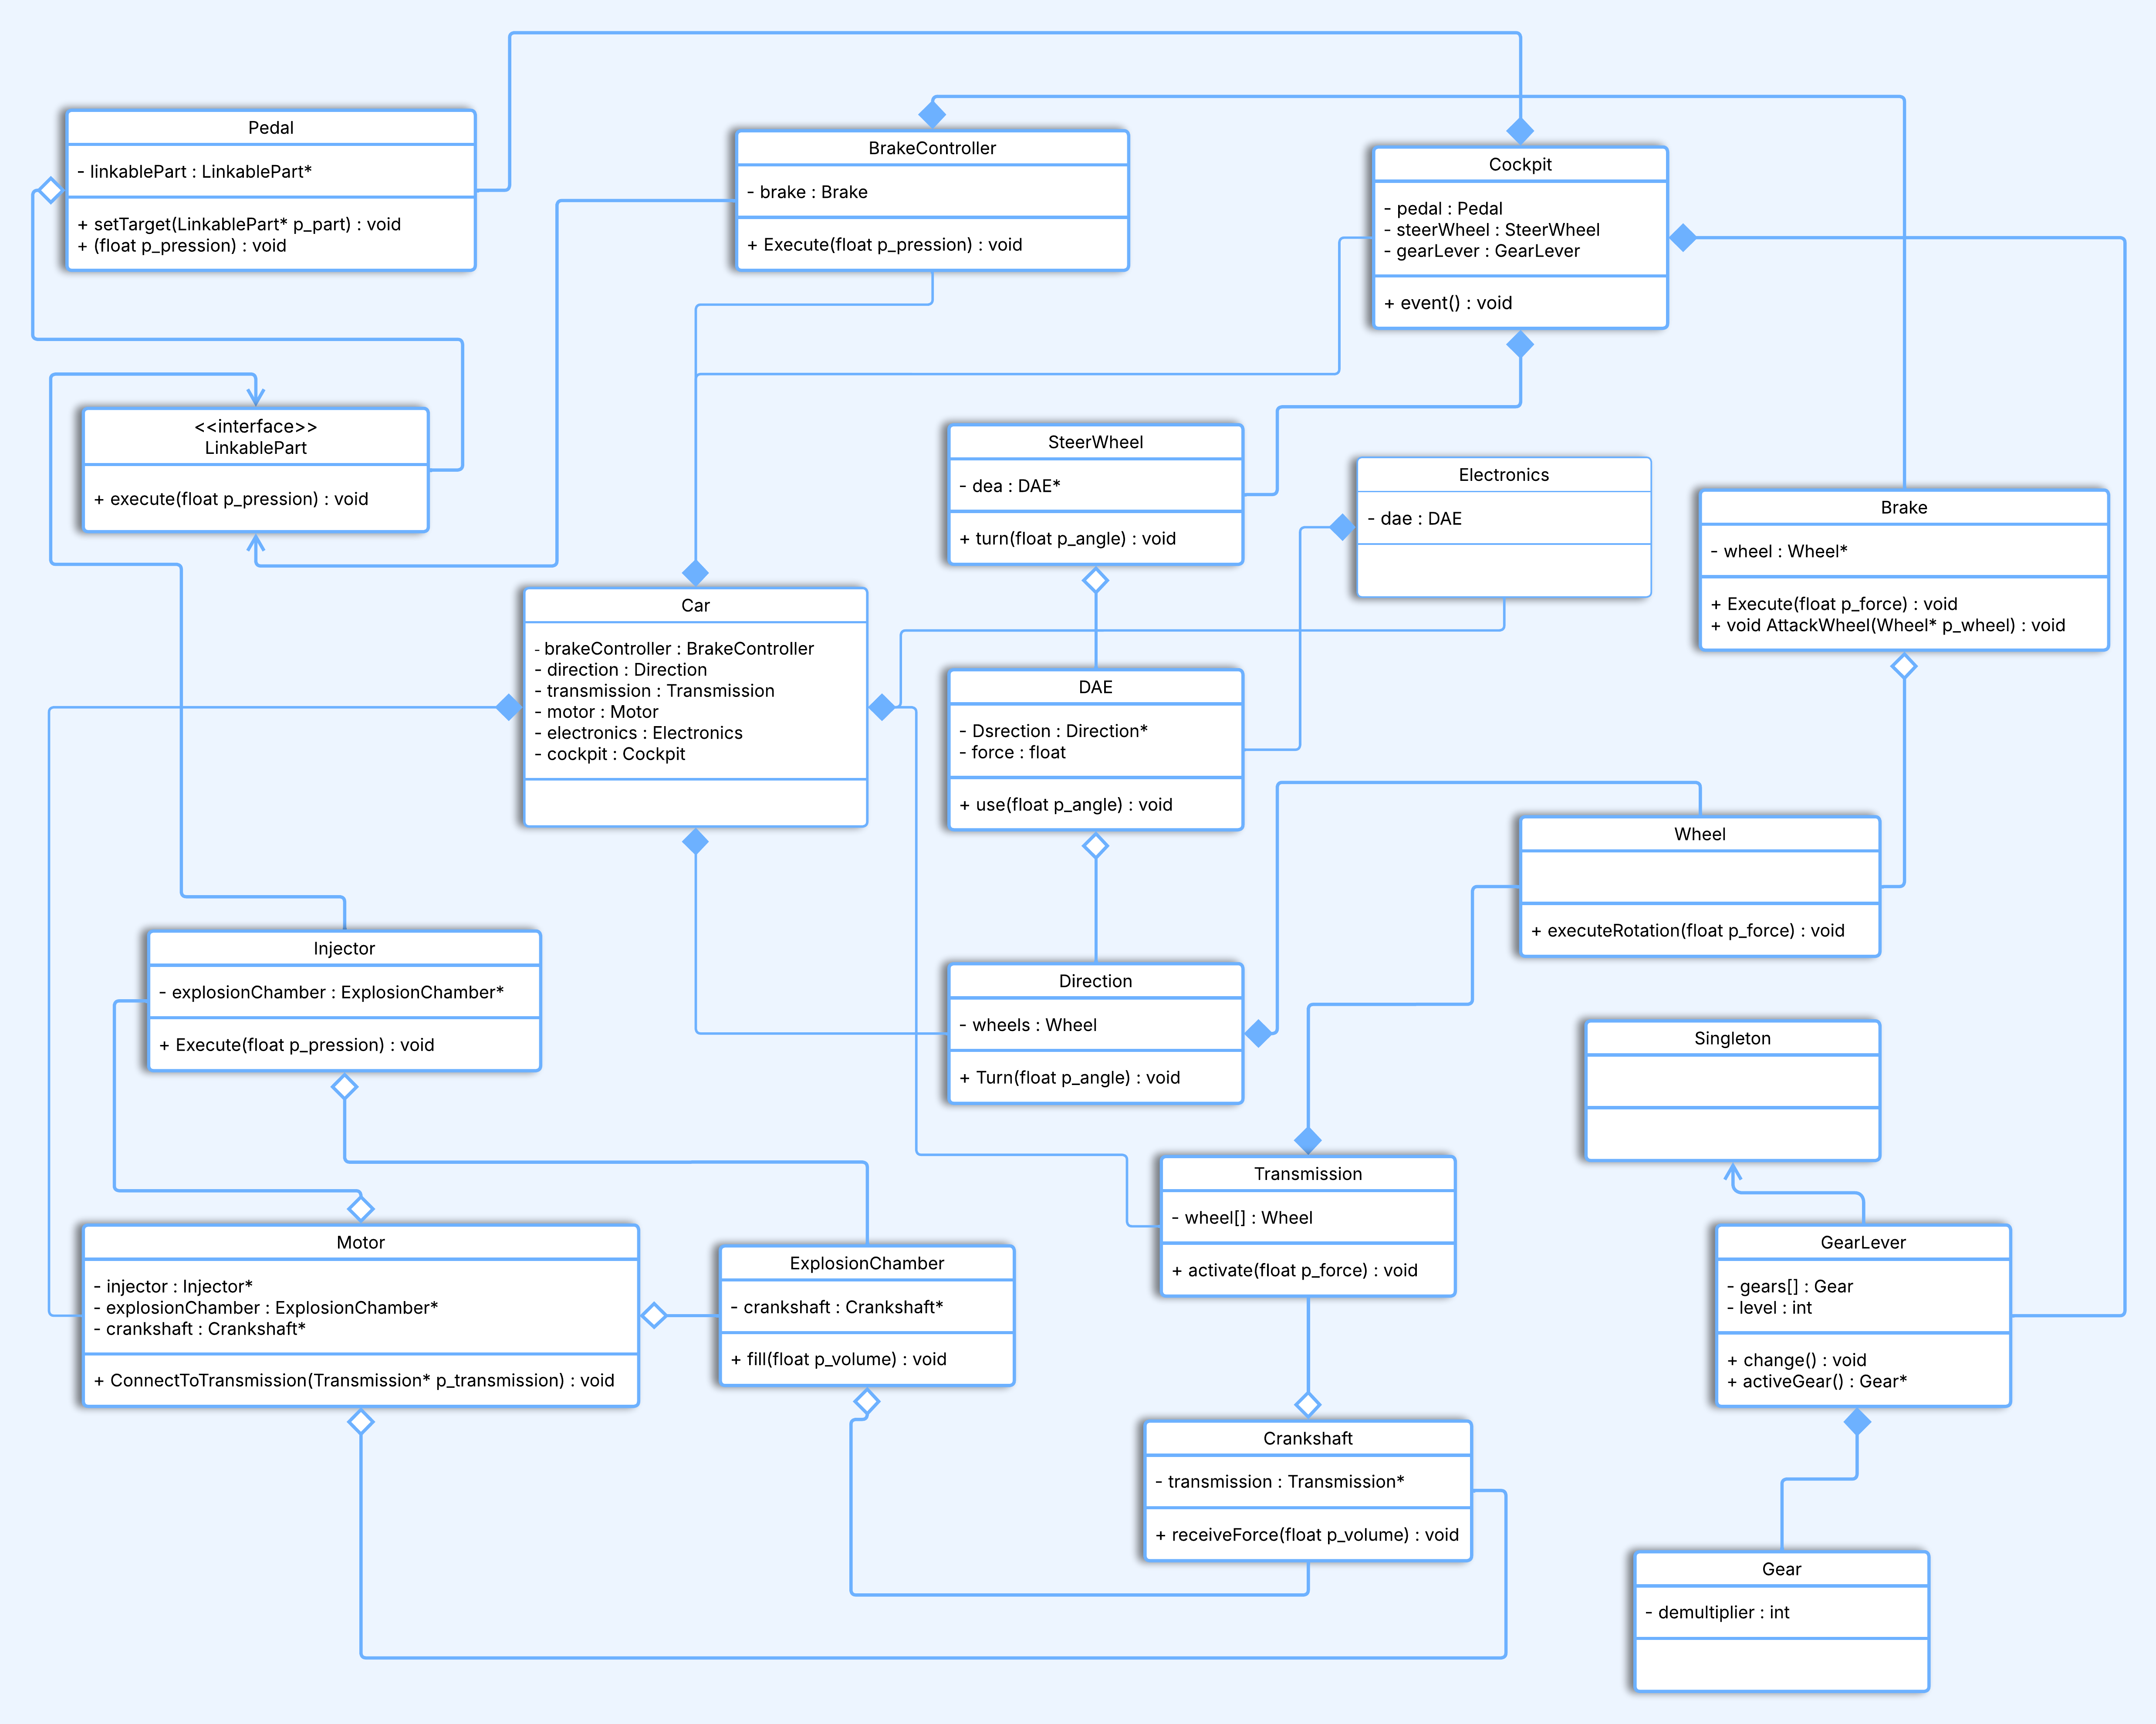 Pedal
- linkablePart : LinkablePart*
+ setTarget(LinkablePart* p_part) : void
+ (float p_pression) : void
BrakeController
- brake : Brake
+ Execute(float p_pression) : void
Cockpit
- pedal : Pedal
- steerWheel : SteerWheel
- gearLever : GearLever
+ event() : void
<<interface>>
LinkablePart
+ execute(float p_pression) : void
SteerWheel
- dea : DAE*
+ turn(float p_angle) : void
Electronics
- dae : DAE
Brake
- wheel : Wheel*
+ Execute(float p_force) : void
+ void AttackWheel(Wheel* p_wheel) : void
Car
- brakeController : BrakeController
- direction : Direction
- transmission : Transmission
- motor : Motor
- electronics : Electronics
- cockpit : Cockpit
DAE
- Dsrection : Direction*
- force : float
+ use(float p_angle) : void
Wheel
+ executeRotation(float p_force) : void
Injector
- explosionChamber : ExplosionChamber*
+ Execute(float p_pression) : void
Direction
- wheels : Wheel
+ Turn(float p_angle) : void
Singleton
Transmission
- wheel[] : Wheel
+ activate(float p_force) : void
Motor
- injector : Injector*
- explosionChamber : ExplosionChamber*
- crankshaft : Crankshaft*
+ ConnectToTransmission(Transmission* p_transmission) : void
ExplosionChamber
- crankshaft : Crankshaft*
+ fill(float p_volume) : void
GearLever
- gears[] : Gear
- level : int
+ change() : void
+ activeGear() : Gear*
Crankshaft
- transmission : Transmission*
+ receiveForce(float p_volume) : void
Gear
- demultiplier : int